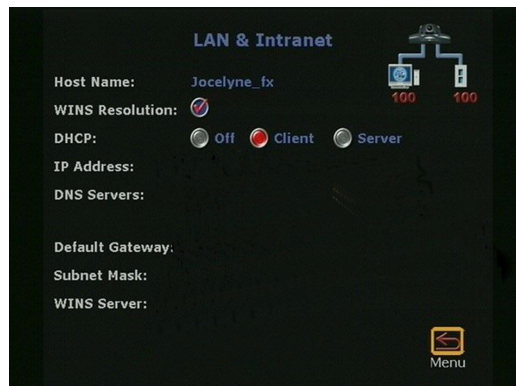 LAN & Intranet
Host Name: Jocelyne_fx
100 100
WINS Resolution:
DHCP: Off Client Server
IP Address:
DNS Servers:
Default Gateway:
Subnet Mask:
WINS Server:
Menu